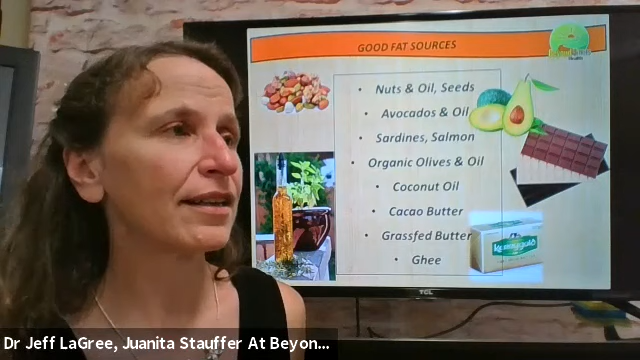 GOOD FAT SOURCES
• Nuts & Oil, Seeds
• Avocados & Oil
• Sardines, Salmon
• Organic Olives & Oil
• Coconut Oil
• Cacao Butter
• Grassfed Butter
• Ghee
Kerrygold
TCL
Dr Jeff LaGree, Juanita Stauffer At Beyon...